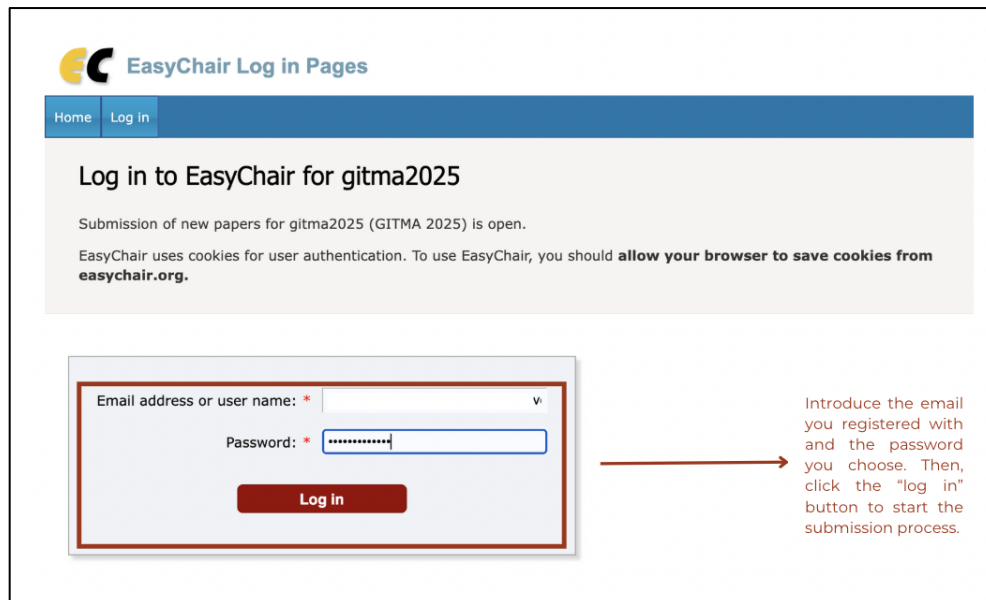 EC EasyChair Log in Pages
Home Log in
Log in to EasyChair for gitma2025
Submission of new papers for gitma2025 (GITMA 2025) is open.
EasyChair uses cookies for user authentication. To use EasyChair, you should allow your browser to save cookies from
easychair.org.
Email address or user name: *
Password: * •••••••••••••
Log in
Introduce the email
you registered with
and the password
you choose. Then,
click the “log in”
button to start the
submission process.